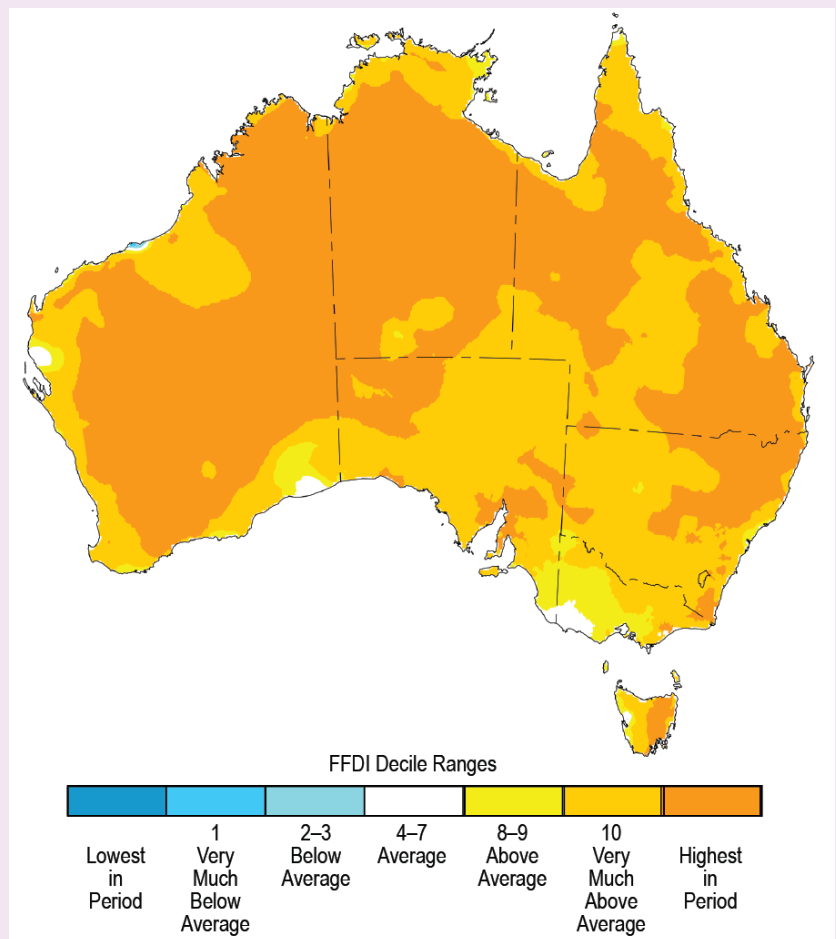 FFDI Decile Ranges
Lowest
in
Period
1
Very
Much
Below
Average
2–3
Below
Average
4–7
Average
8–9
Above
Average
10
Very
Much
Above
Average
Highest
in
Period